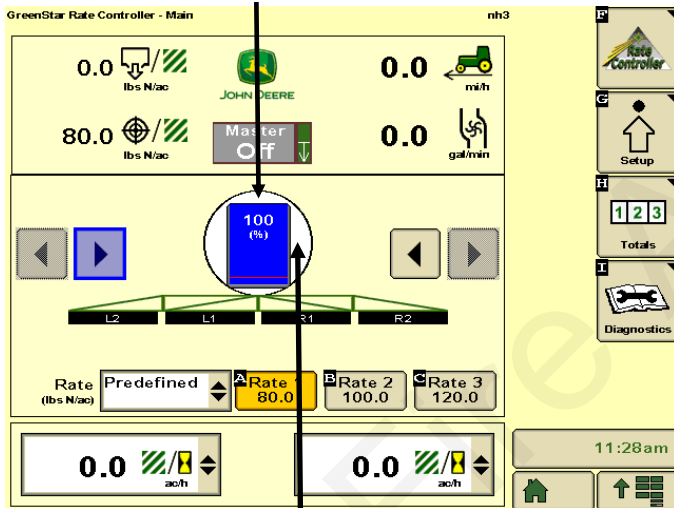 GreenStar Rate Controller - Main
nh3
F
Rate
Controller
0.0
lbs N/ac
JOHN DEERE
0.0
mi/h
80.0
lbs N/ac
Master
Off
0.0
gal/min
G
Setup
H
1 2 3
Totals
I
Diagnostics
100
(%)
L2
L1
R1
R2
Rate
(lbs N/ac)
Predefined
A
Rate 1
80.0
B
Rate 2
100.0
C
Rate 3
120.0
0.0
ac/h
0.0
ac/h
11:28am